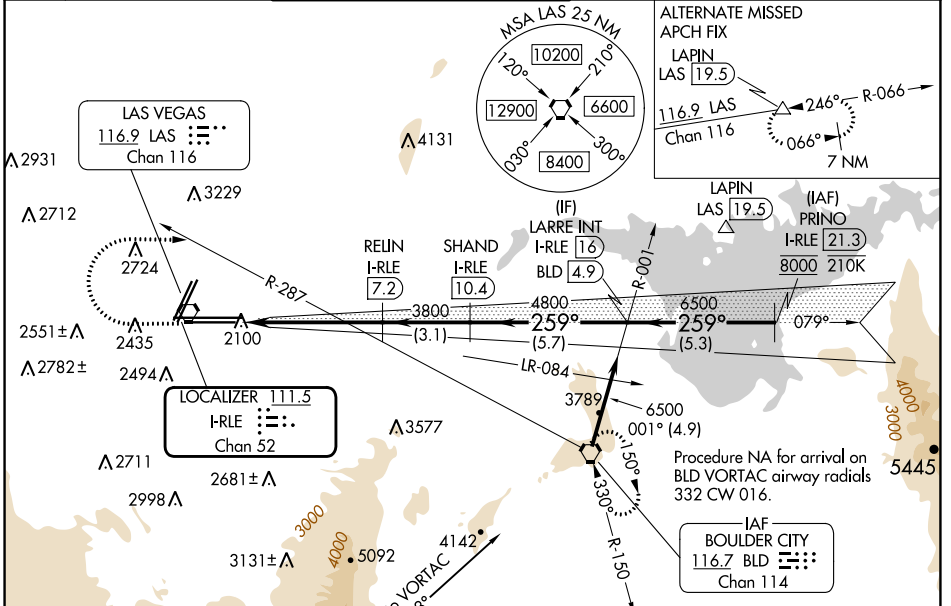 MSA LAS 25 NM
120°
10200
210°
12900
6600
030°
8400
300°
ALTERNATE MISSED
APCH FIX
LAPIN
LAS 19.5
116.9 LAS
Chan 116
246°
R-066
066°
7 NM
LAS VEGAS
116.9 LAS
Chan 116
2931
4131
3229
2712
2724
R-287
RELIN
I-RLE
7.2
SHAND
I-RLE
10.4
(IF)
LARRE INT
I-RLE 16
BLD 4.9
R-001
LAPIN
LAS 19.5
(IAF)
PRINO
I-RLE 21.3
8000 210K
3800
4800
6500
259°
259°
079°
(3.1)
(5.7)
(5.3)
2551±
2435
2100
2782±
2494
LR-084
3789
6500
001° (4.9)
LOCALIZER 111.5
I-RLE
Chan 52
3577
2711
2681±
2998
150°
330°
R-150
Procedure NA for arrival on
BLD VORTAC airway radials
332 CW 016.
4000
3000
5445
IAF
BOULDER CITY
116.7 BLD
Chan 114
3000
4000
3131±
5092
4142
VORTAC